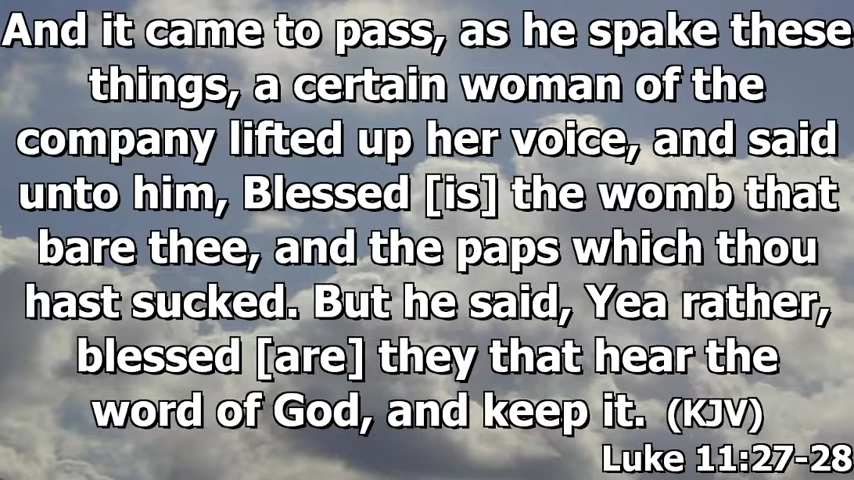 And it came to pass, as he spake these
things, a certain woman of the
company lifted up her voice, and said
unto him, Blessed [is] the womb that
bare thee, and the paps which thou
hast sucked. But he said, Yea rather,
blessed [are] they that hear the
word of God, and keep it. (KJV)
Luke 11:27-28